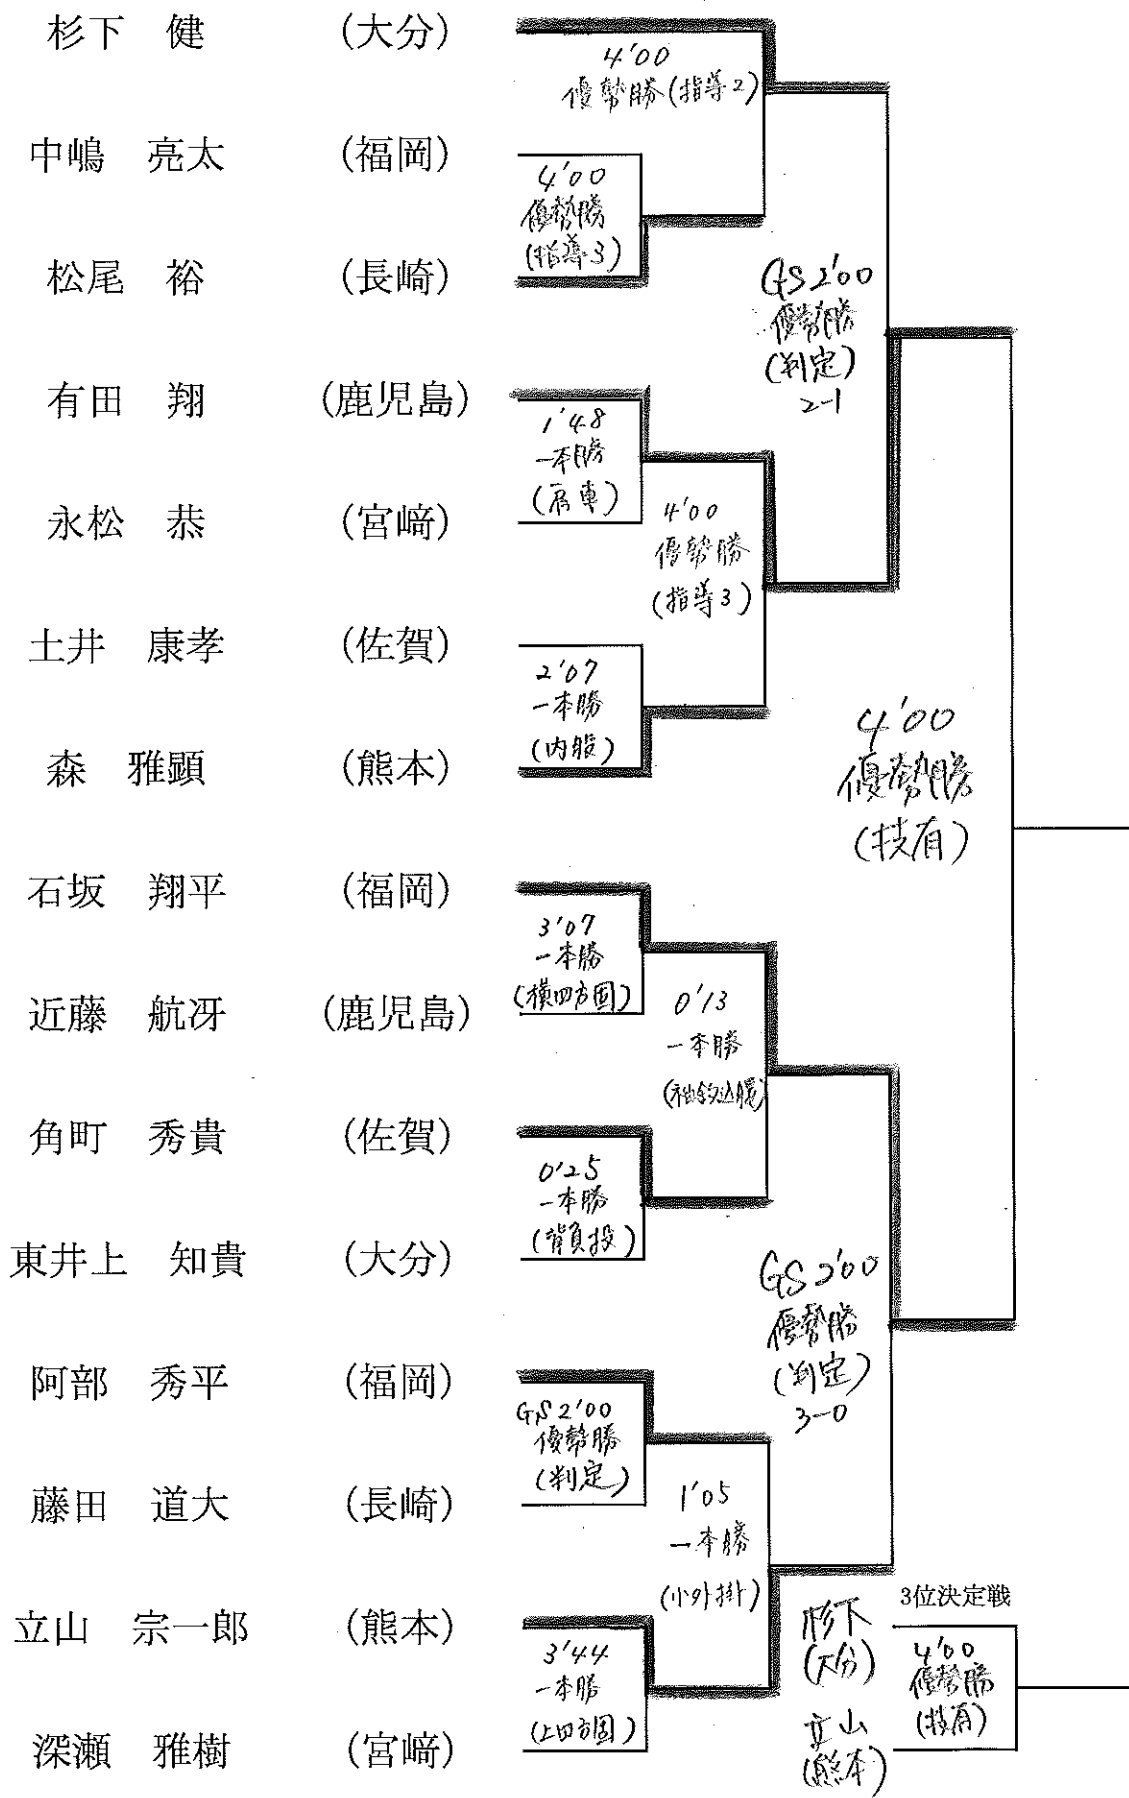 杉下　健　(大分)
4'00
優勢勝(指導2)
中嶋　亮太　(福岡)
4'00
優勢勝
(指導3)
松尾　裕　(長崎)
GS2'00
優勢勝
(判定)
2-1
有田　翔　(鹿児島)
1'48
一本勝
(肩車)
永松　恭　(宮﨑)
4'00
優勢勝
(指導3)
土井　康孝　(佐賀)
2'07
一本勝
(内股)
森　雅顕　(熊本)
4'00
優勢勝
(技有)
石坂　翔平　(福岡)
3'07
一本勝
(横四方固)
近藤　航冴　(鹿児島)
0'13
一本勝
(袖釣込腰)
角町　秀貴　(佐賀)
0'25
一本勝
(背負投)
東井上　知貴　(大分)
GS2'00
優勢勝
(判定)
3-0
阿部　秀平　(福岡)
GS2'00
優勢勝
(判定)
藤田　道大　(長崎)
1'05
一本勝
(小外掛)
立山　宗一郎　(熊本)
3'44
一本勝
(上四方固)
深瀬　雅樹　(宮﨑)
3位決定戦
杉下
(大分)
4'00
優勢勝
(技有)
立山
(熊本)